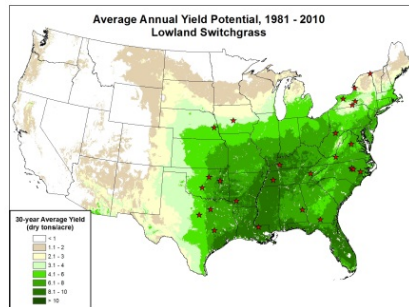 Average Annual Yield Potential, 1981 - 2010
Lowland Switchgrass
30-year Average Yield
(dry tons/acre)
< 1
1.1 - 2
2.1 - 3
3.1 - 4
4.1 - 6
6.1 - 8
8.1 - 10
> 10